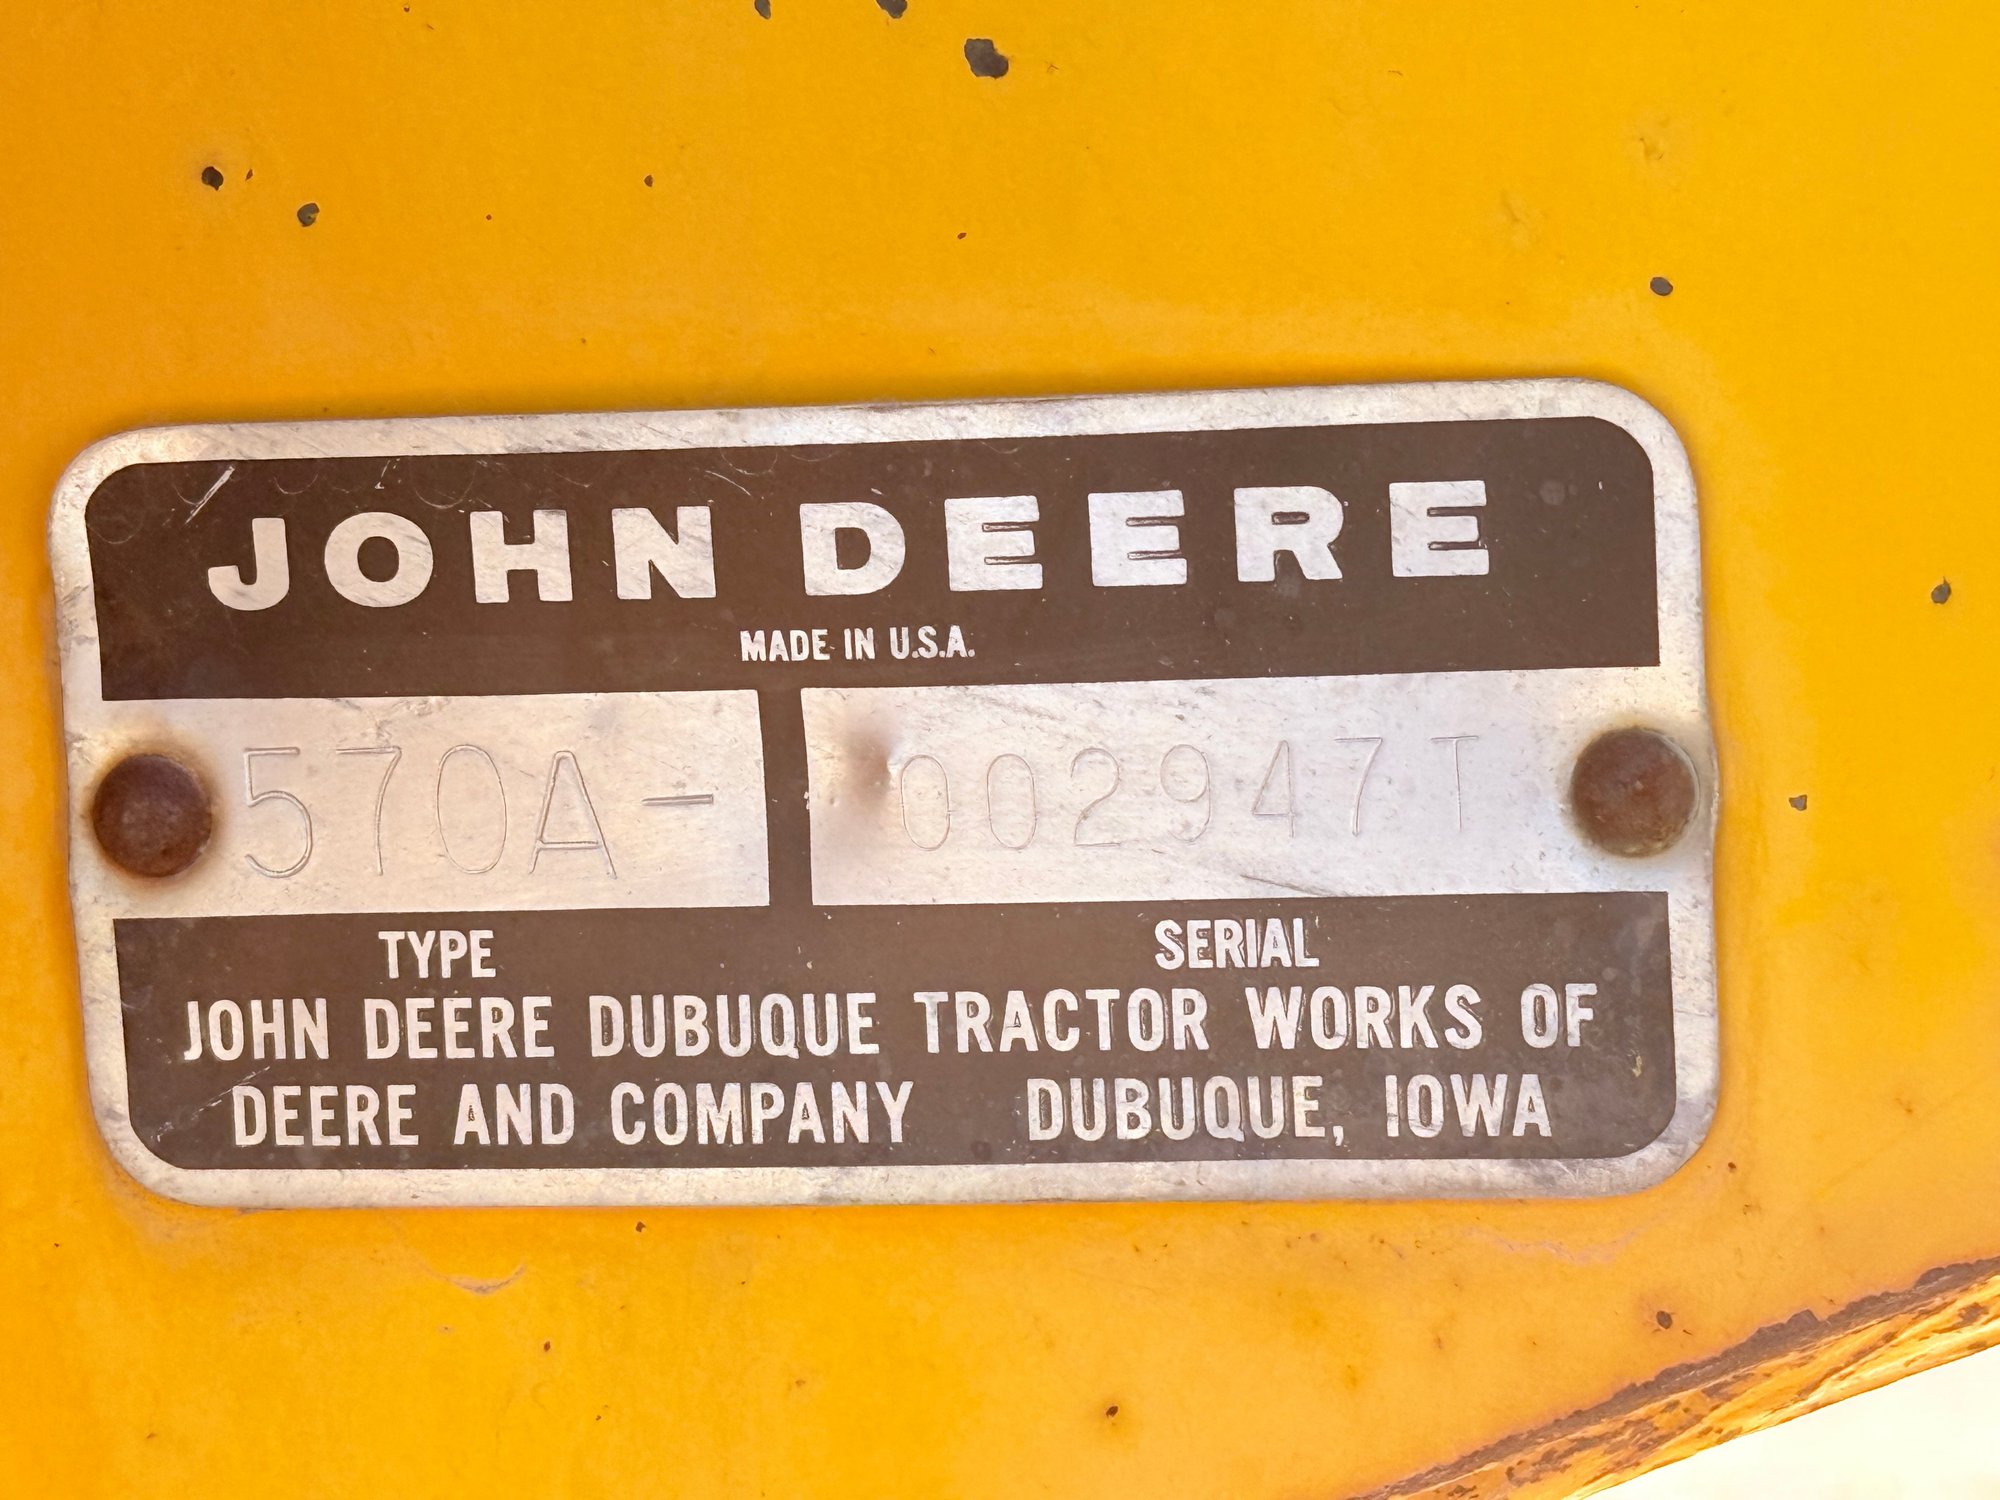 JOHN DEERE
MADE IN U.S.A.
570A- 002947T
TYPE SERIAL
JOHN DEERE DUBUQUE TRACTOR WORKS OF
DEERE AND COMPANY DUBUQUE, IOWA